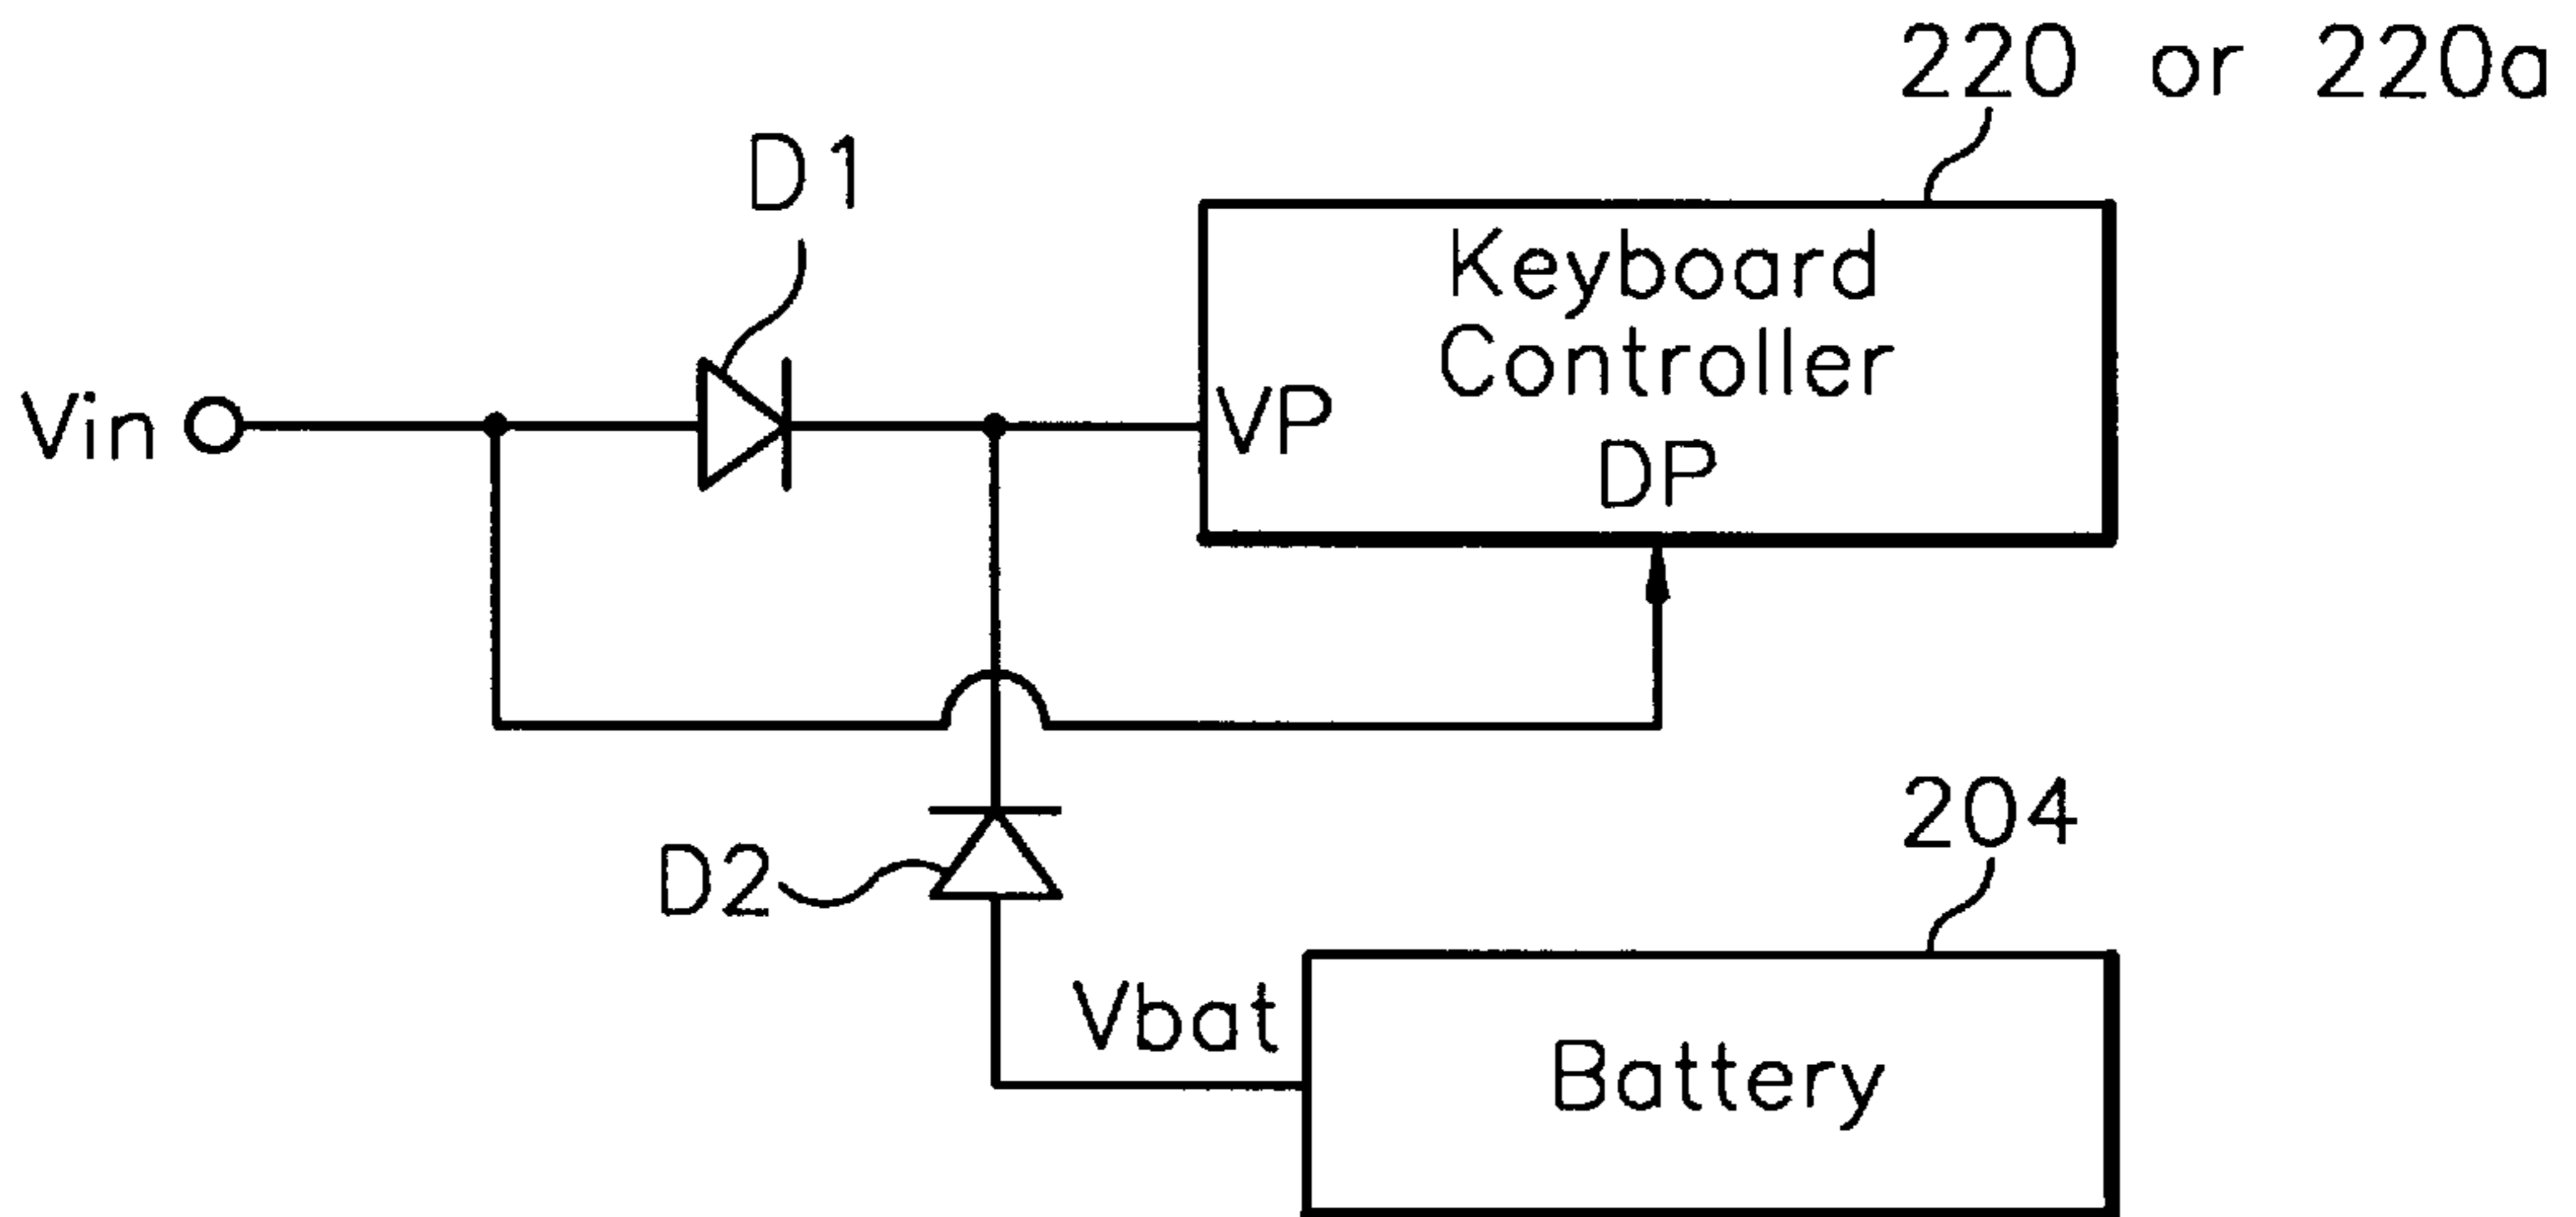 220 or 220a
D1
Keyboard
Controller
Vin
VP
DP
204
D2
Vbat
Battery